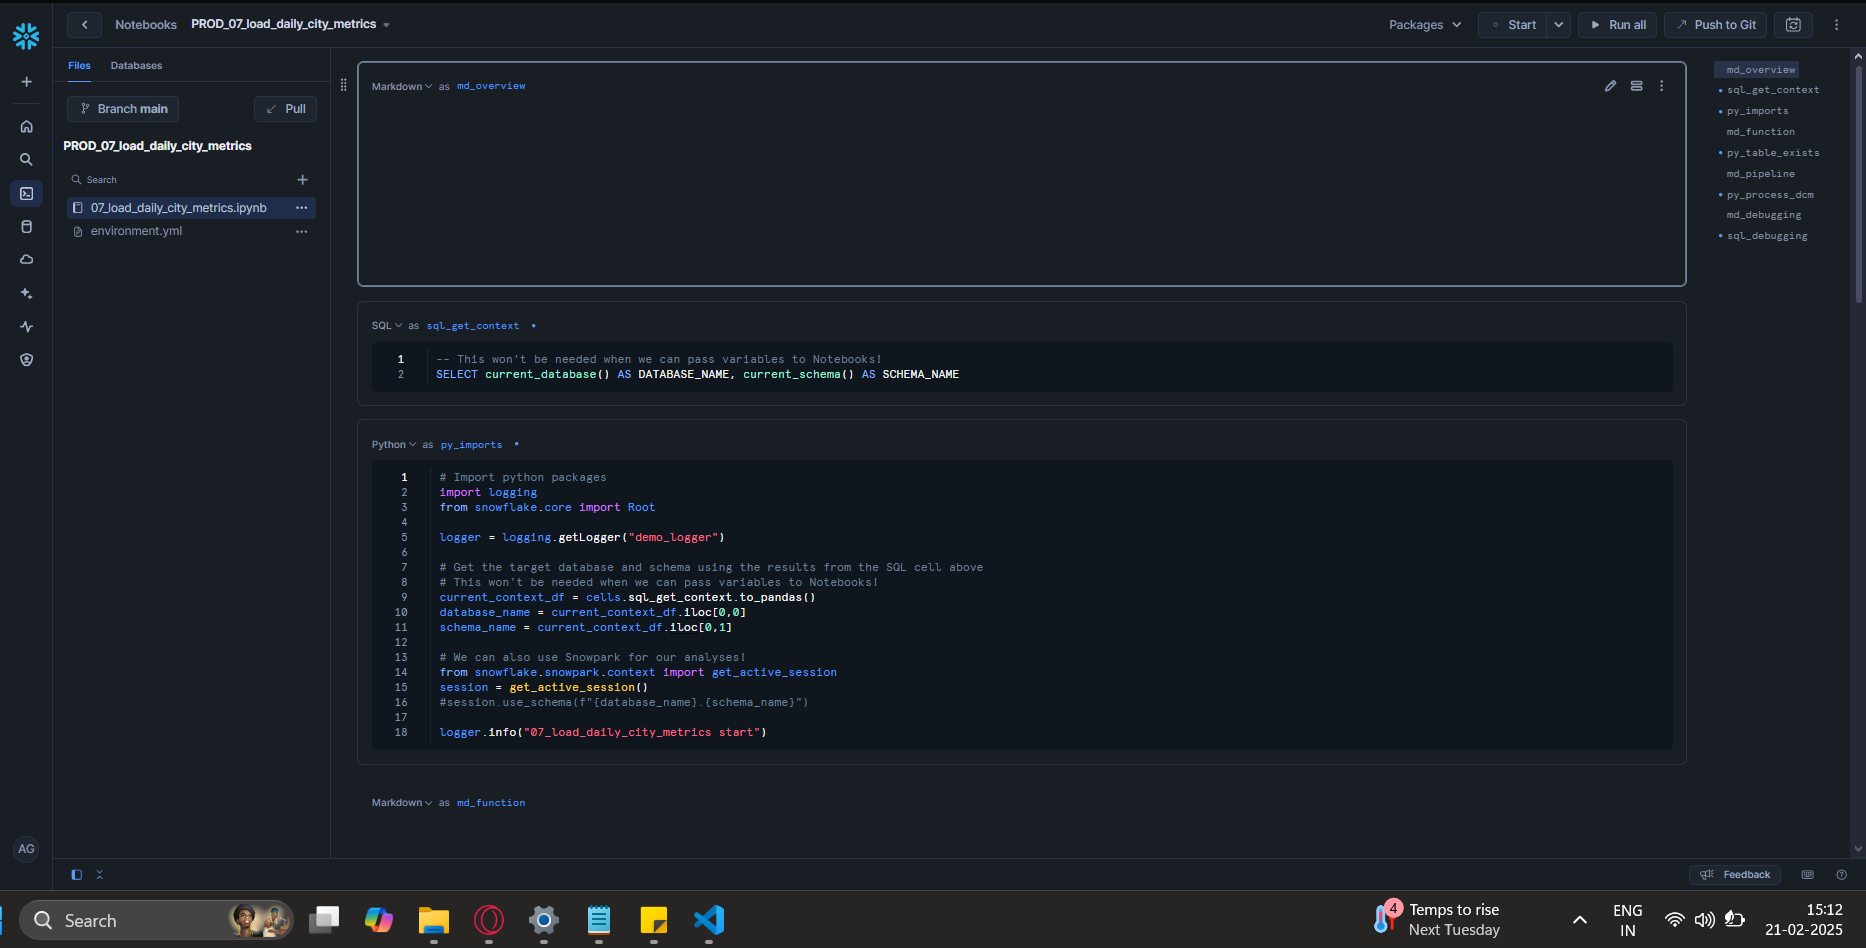 Notebooks PROD_07_load_daily_city_metrics
Packages Start Run all Push to Git
Files Databases
Branch main Pull
PROD_07_load_daily_city_metrics
Search
07_load_daily_city_metrics.ipynb
environment.yml
AG
Markdown as md_overview
SQL as sql_get_context
1 -- This won't be needed when we can pass variables to Notebooks!
2 SELECT current_database() AS DATABASE_NAME, current_schema() AS SCHEMA_NAME
Python as py_imports
1 # Import python packages
2 import logging
3 from snowflake.core import Root
4
5 logger = logging.getLogger("demo_logger")
6
7 # Get the target database and schema using the results from the SQL cell above
8 # This won't be needed when we can pass variables to Notebooks!
9 current_context_df = cells.sql_get_context.to_pandas()
10 database_name = current_context_df.iloc[0,0]
11 schema_name = current_context_df.iloc[0,1]
12
13 # We can also use Snowpark for our analyses!
14 from snowflake.snowpark.context import get_active_session
15 session = get_active_session()
16 #session.use_schema(f"{database_name}.{schema_name}")
17
18 logger.info("07_load_daily_city_metrics start")
Markdown as md_function
md_overview
sql_get_context
py_imports
md_function
py_table_exists
md_pipeline
py_process_dcm
md_debugging
sql_debugging
Feedback
Search
4
Temps to rise
Next Tuesday
ENG
IN
15:12
21-02-2025